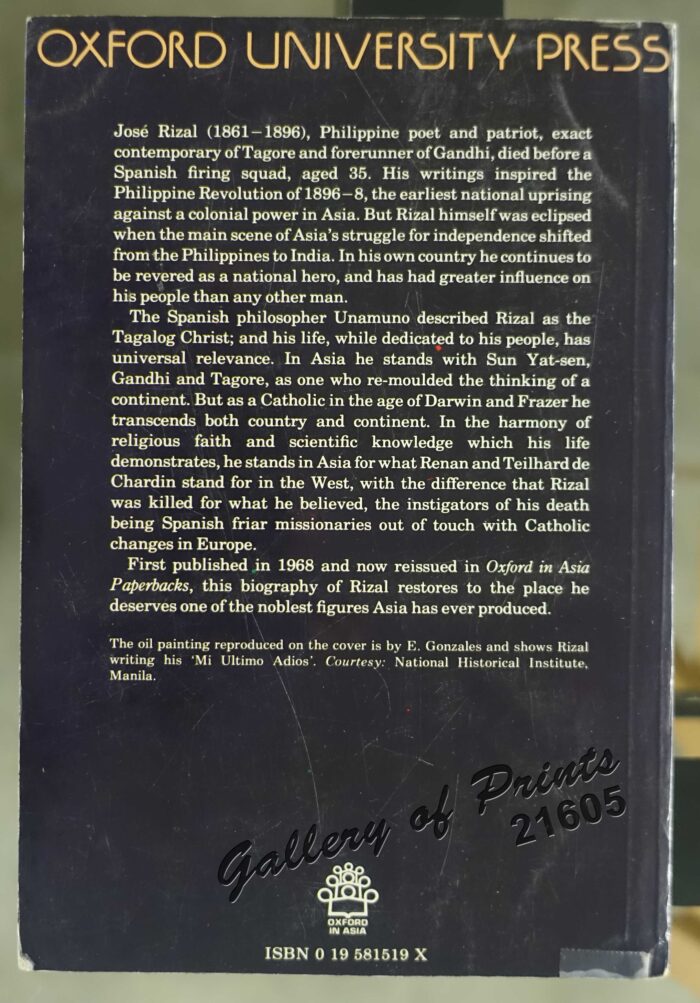 OXFORD UNIVERSITY PRESS
José Rizal (1861–1896), Philippine poet and patriot, exact
contemporary of Tagore and forerunner of Gandhi, died before a
Spanish firing squad, aged 35. His writings inspired the
Philippine Revolution of 1896–8, the earliest national uprising
against a colonial power in Asia. But Rizal himself was eclipsed
when the main scene of Asia's struggle for independence shifted
from the Philippines to India. In his own country he continues to
be revered as a national hero, and has had greater influence on
his people than any other man.
The Spanish philosopher Unamuno described Rizal as the
Tagalog Christ; and his life, while dedicated to his people, has
universal relevance. In Asia he stands with Sun Yat-sen,
Gandhi and Tagore, as one who re-moulded the thinking of a
continent. But as a Catholic in the age of Darwin and Frazer he
transcends both country and continent. In the harmony of
religious faith and scientific knowledge which his life
demonstrates, he stands in Asia for what Renan and Teilhard de
Chardin stand for in the West, with the difference that Rizal
was killed for what he believed, the instigators of his death
being Spanish friar missionaries out of touch with Catholic
changes in Europe.
First published in 1968 and now reissued in Oxford in Asia
Paperbacks, this biography of Rizal restores to the place he
deserves one of the noblest figures Asia has ever produced.
The oil painting reproduced on the cover is by E. Gonzales and shows Rizal
writing his 'Mi Ultimo Adios'. Courtesy: National Historical Institute,
Manila.
Gallery of Prints
21605
OXFORD
IN ASIA
ISBN 0 19 581519 X